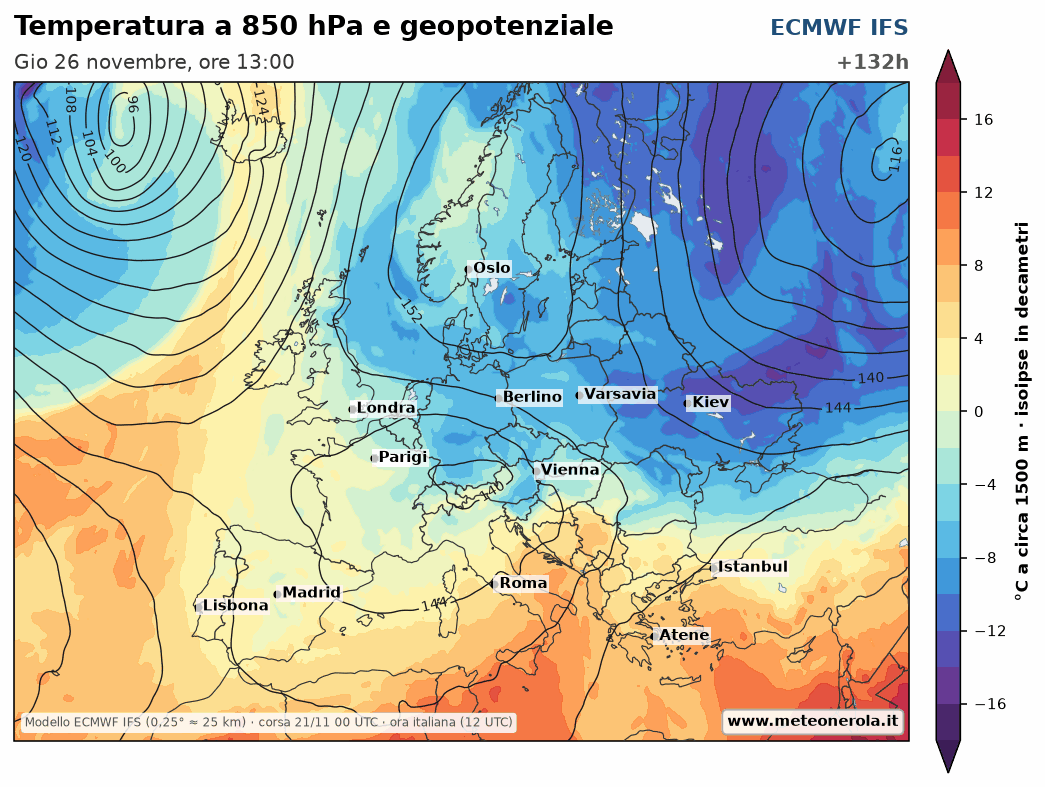 Temperatura a 850 hPa e geopotenziale
ECMWF IFS
Gio 26 novembre, ore 13:00
+132h
96
108
124
112
104
120
100
116
16
12
8
4
0
−4
−8
−12
−16
°C a circa 1500 m · isoipse in decametri
Oslo
152
140
Berlino
Varsavia
Kiev
144
Londra
Parigi
Vienna
140
Istanbul
Roma
Madrid
144
Lisbona
Atene
Modello ECMWF IFS (0,25° ≈ 25 km) · corsa 21/11 00 UTC · ora italiana (12 UTC)
www.meteonerola.it